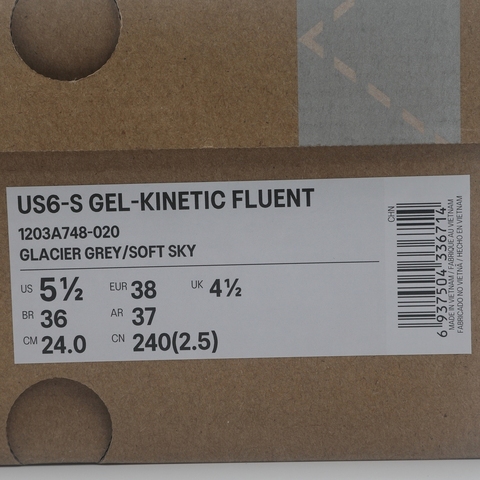 US6-S GEL-KINETIC FLUENT
1203A748-020
GLACIER GREY/SOFT SKY
US 5½ EUR 38 UK 4½
BR 36 AR 37
CM 24.0 CN 240(2.5)
CHN
6 937504 336714
MADE IN VIETNAM / FABRIQUÉ AU VIETNAM
FABRICADO NO VIETNÃ / HECHO EN VIETNAM